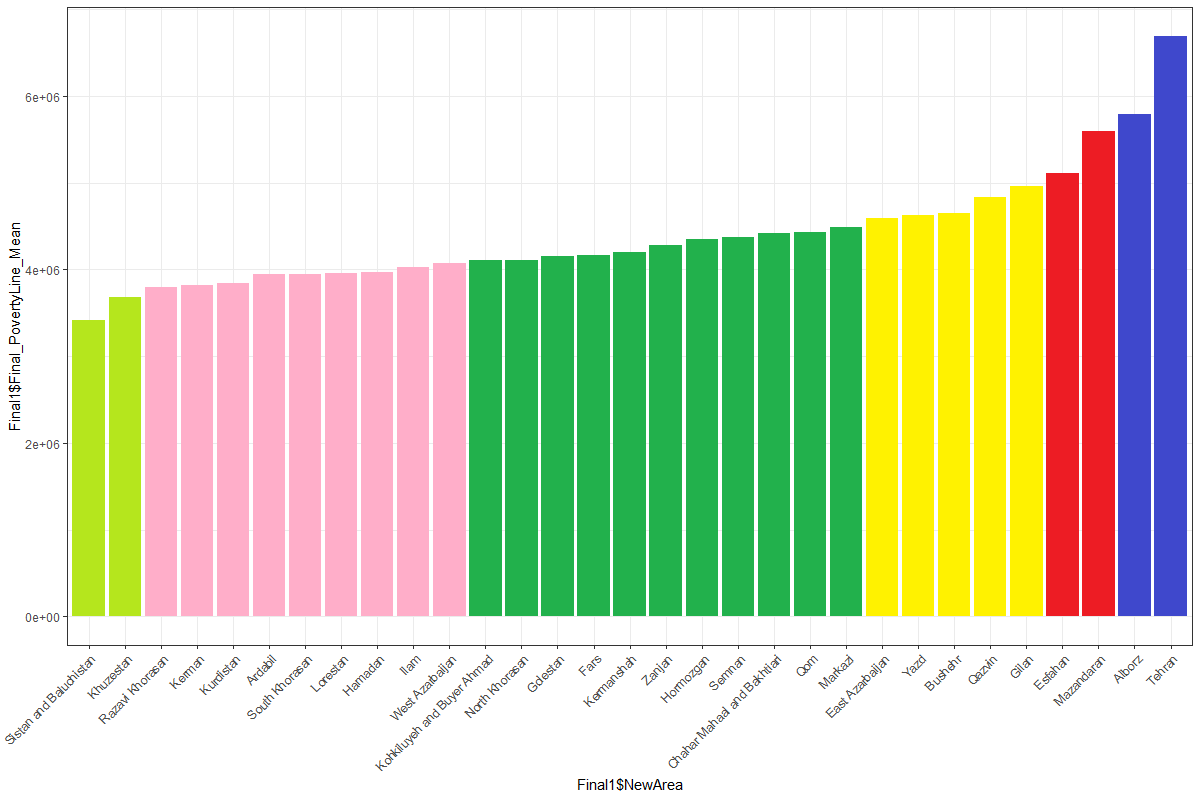 Final1$Final_PovertyLine_Mean
6e+06
4e+06
2e+06
0e+00
Sistan and Baluchistan
Khuzestan
Razavi Khorasan
Kerman
Kurdistan
Ardabil
South Khorasan
Lorestan
Hamadan
Ilam
West Azarbaijan
Kohkiluyeh and Buyer Ahmad
North Khorasan
Golestan
Fars
Kermanshah
Zanjan
Hormozgan
Semnan
Chahar Mahaal and Bakhtiari
Qom
Markazi
East Azarbaijan
Yazd
Bushehr
Qazvin
Gilan
Esfahan
Mazandaran
Alborz
Tehran
Final1$NewArea